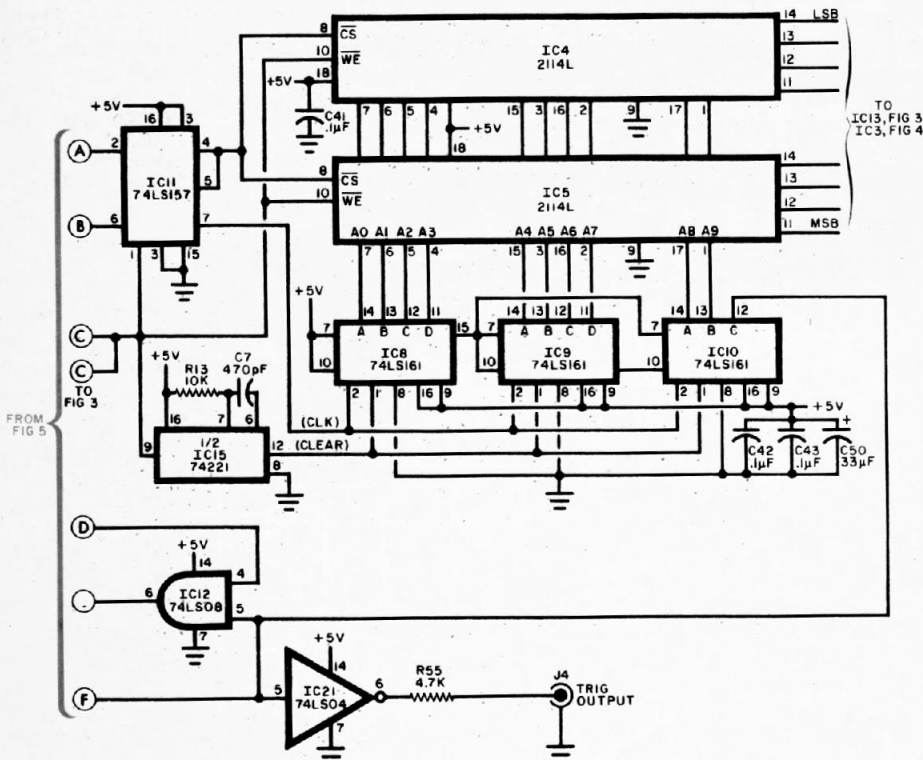 14 LSB
8 CS
13
10 WE
IC4
2114L
12
+5V 18
11
C41
.1µF
7 6 5 4 15 3 16 2 9 17 1
TO
IC13, FIG 3
IC3, FIG 4
+5V
16 3
+5V
18
A 2
4
IC11
74LS157
5
8 CS
14
10 WE
IC5
2114L
13
12
B 6
7
11 MSB
A0 A1 A2 A3 A4 A5 A6 A7 A8 A9
7 6 5 4 15 3 16 2 9 17 1
1 3 15
+5V
14 13 12 11
14 13 12 11
14 13 12
7 A B C D 15
7 A B C D
7 A B C
C
IC8
74LS161
IC9
74LS161
IC10
74LS161
10
10
10
C
TO
FIG 3
+5V
R13
10K
C7
470pF
2 1 8 16 9
2 1 8 16 9
2 1 8 16 9
FROM
FIG 5
16 7 6
(CLK)
+5V
9
1/2
IC15
74221
12 (CLEAR)
8
C42
.1µF
C43
.1µF
+
C50
33µF
D
+5V
14
4
6
IC12
74LS08
5
7
+5V
14
F
5
IC21
74LS04
6
R55
4.7K
J4
TRIG
OUTPUT
7